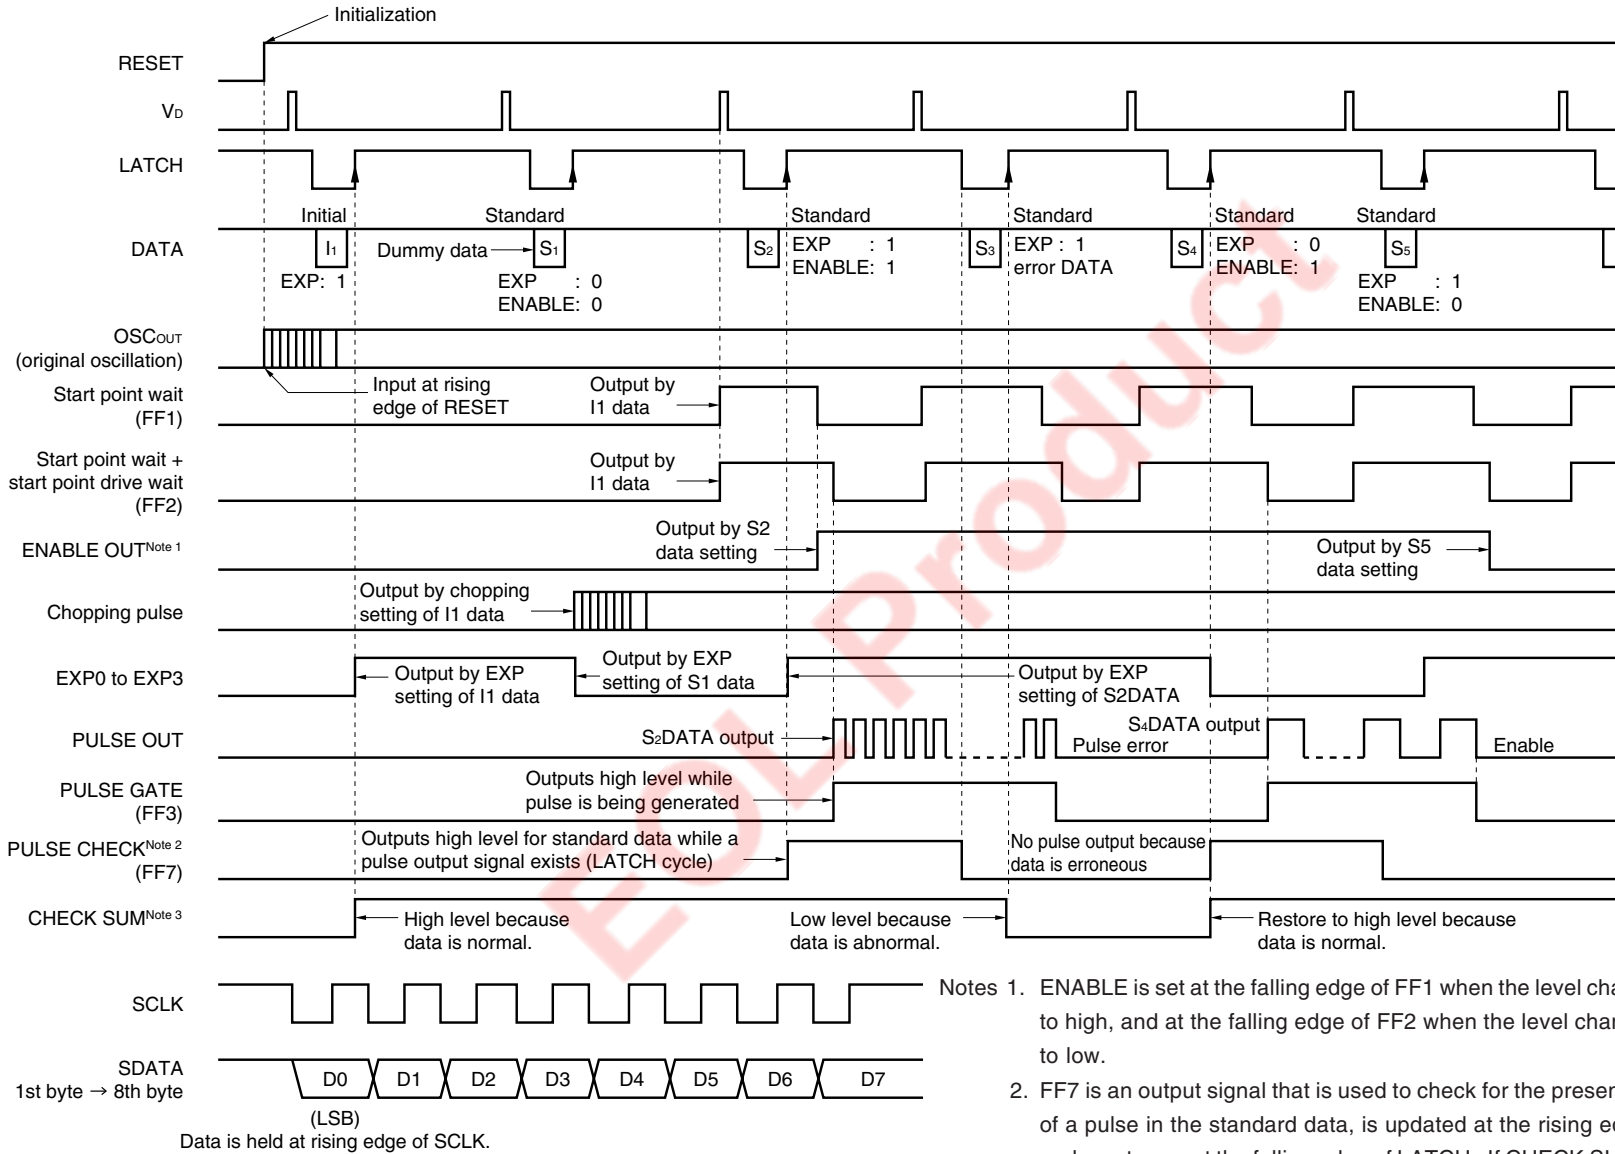 Initialization
RESET
VD
LATCH
Initial
Standard
Standard
Standard
Standard
Standard
DATA
I1
Dummy data
S1
S2
EXP : 1
ENABLE: 1
S3
EXP : 1
error DATA
S4
EXP : 0
ENABLE: 1
S5
EXP: 1
EXP : 0
ENABLE: 0
EXP : 1
ENABLE: 0
OSCOUT
(original oscillation)
Start point wait
(FF1)
Input at rising
edge of RESET
Output by
I1 data
Start point wait +
start point drive wait
(FF2)
Output by
I1 data
ENABLE OUTNote 1
Output by S2
data setting
Output by S5
data setting
Chopping pulse
Output by chopping
setting of I1 data
EXP0 to EXP3
Output by EXP
setting of I1 data
Output by EXP
setting of S1 data
Output by EXP
setting of S2DATA
PULSE OUT
S2DATA output
Pulse error
S4DATA output
Enable
PULSE GATE
(FF3)
Outputs high level while
pulse is being generated
PULSE CHECKNote 2
(FF7)
Outputs high level for standard data while a
pulse output signal exists (LATCH cycle)
No pulse output because
data is erroneous
CHECK SUMNote 3
High level because
data is normal.
Low level because
data is abnormal.
Restore to high level because
data is normal.
SCLK
SDATA
1st byte → 8th byte
D0 D1 D2 D3 D4 D5 D6 D7
(LSB)
Data is held at rising edge of SCLK.
Notes 1. ENABLE is set at the falling edge of FF1 when the level cha
to high, and at the falling edge of FF2 when the level chan
to low.
2. FF7 is an output signal that is used to check for the presen
of a pulse in the standard data, is updated at the rising e
EOL Product